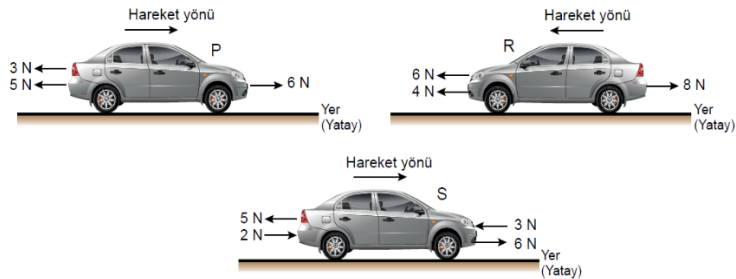 Hareket yönü
P
3 N
5 N
6 N
Yer
(Yatay)
Hareket yönü
R
6 N
4 N
8 N
Yer
(Yatay)
Hareket yönü
S
5 N
2 N
3 N
6 N
Yer
(Yatay)